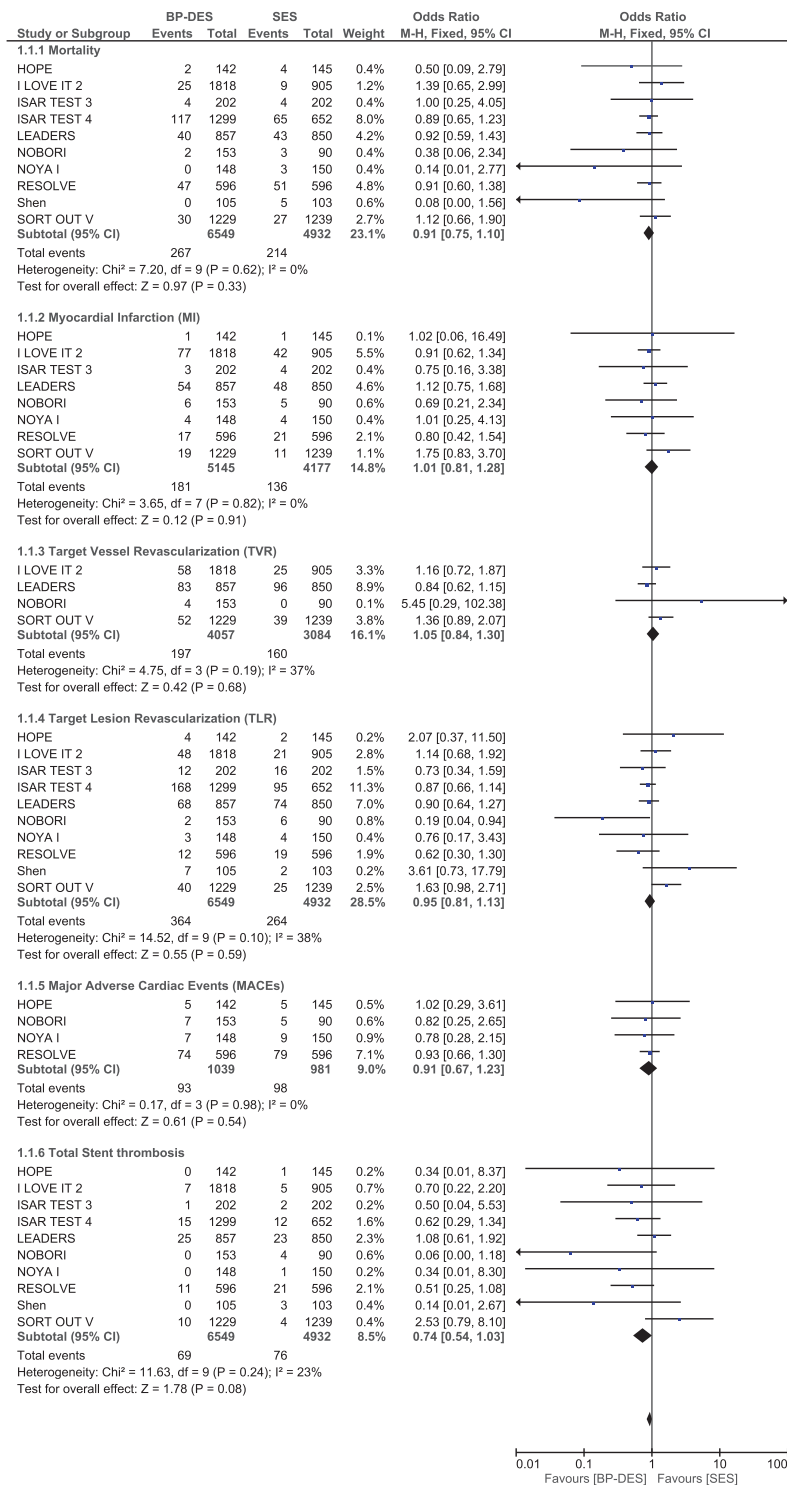 BP-DES SES Odds Ratio Odds Ratio
Study or Subgroup Events Total Events Total Weight M-H, Fixed, 95% CI M-H, Fixed, 95% CI
1.1.1 Mortality
HOPE 2 142 4 145 0.4% 0.50 [0.09, 2.79]
I LOVE IT 2 25 1818 9 905 1.2% 1.39 [0.65, 2.99]
ISAR TEST 3 4 202 4 202 0.4% 1.00 [0.25, 4.05]
ISAR TEST 4 117 1299 65 652 8.0% 0.89 [0.65, 1.23]
LEADERS 40 857 43 850 4.2% 0.92 [0.59, 1.43]
NOBORI 2 153 3 90 0.4% 0.38 [0.06, 2.34]
NOYA I 0 148 3 150 0.4% 0.14 [0.01, 2.77]
RESOLVE 47 596 51 596 4.8% 0.91 [0.60, 1.38]
Shen 0 105 5 103 0.6% 0.08 [0.00, 1.56]
SORT OUT V 30 1229 27 1239 2.7% 1.12 [0.66, 1.90]
Subtotal (95% CI) 6549 4932 23.1% 0.91 [0.75, 1.10]
Total events 267 214
Heterogeneity: Chi² = 7.20, df = 9 (P = 0.62); I² = 0%
Test for overall effect: Z = 0.97 (P = 0.33)
1.1.2 Myocardial Infarction (MI)
HOPE 1 142 1 145 0.1% 1.02 [0.06, 16.49]
I LOVE IT 2 77 1818 42 905 5.5% 0.91 [0.62, 1.34]
ISAR TEST 3 3 202 4 202 0.4% 0.75 [0.16, 3.38]
LEADERS 54 857 48 850 4.6% 1.12 [0.75, 1.68]
NOBORI 6 153 5 90 0.6% 0.69 [0.21, 2.34]
NOYA I 4 148 4 150 0.4% 1.01 [0.25, 4.13]
RESOLVE 17 596 21 596 2.1% 0.80 [0.42, 1.54]
SORT OUT V 19 1229 11 1239 1.1% 1.75 [0.83, 3.70]
Subtotal (95% CI) 5145 4177 14.8% 1.01 [0.81, 1.28]
Total events 181 136
Heterogeneity: Chi² = 3.65, df = 7 (P = 0.82); I² = 0%
Test for overall effect: Z = 0.12 (P = 0.91)
1.1.3 Target Vessel Revascularization (TVR)
I LOVE IT 2 58 1818 25 905 3.3% 1.16 [0.72, 1.87]
LEADERS 83 857 96 850 8.9% 0.84 [0.62, 1.15]
NOBORI 4 153 0 90 0.1% 5.45 [0.29, 102.38]
SORT OUT V 52 1229 39 1239 3.8% 1.36 [0.89, 2.07]
Subtotal (95% CI) 4057 3084 16.1% 1.05 [0.84, 1.30]
Total events 197 160
Heterogeneity: Chi² = 4.75, df = 3 (P = 0.19); I² = 37%
Test for overall effect: Z = 0.42 (P = 0.68)
1.1.4 Target Lesion Revascularization (TLR)
HOPE 4 142 2 145 0.2% 2.07 [0.37, 11.50]
I LOVE IT 2 48 1818 21 905 2.8% 1.14 [0.68, 1.92]
ISAR TEST 3 12 202 16 202 1.5% 0.73 [0.34, 1.59]
ISAR TEST 4 168 1299 95 652 11.3% 0.87 [0.66, 1.14]
LEADERS 68 857 74 850 7.0% 0.90 [0.64, 1.27]
NOBORI 2 153 6 90 0.8% 0.19 [0.04, 0.94]
NOYA I 3 148 4 150 0.4% 0.76 [0.17, 3.43]
RESOLVE 12 596 19 596 1.9% 0.62 [0.30, 1.30]
Shen 7 105 2 103 0.2% 3.61 [0.73, 17.79]
SORT OUT V 40 1229 25 1239 2.5% 1.63 [0.98, 2.71]
Subtotal (95% CI) 6549 4932 28.5% 0.95 [0.81, 1.13]
Total events 364 264
Heterogeneity: Chi² = 14.52, df = 9 (P = 0.10); I² = 38%
Test for overall effect: Z = 0.55 (P = 0.59)
1.1.5 Major Adverse Cardiac Events (MACEs)
HOPE 5 142 5 145 0.5% 1.02 [0.29, 3.61]
NOBORI 7 153 5 90 0.6% 0.82 [0.25, 2.65]
NOYA I 7 148 9 150 0.9% 0.78 [0.28, 2.15]
RESOLVE 74 596 79 596 7.1% 0.93 [0.66, 1.30]
Subtotal (95% CI) 1039 981 9.0% 0.91 [0.67, 1.23]
Total events 93 98
Heterogeneity: Chi² = 0.17, df = 3 (P = 0.98); I² = 0%
Test for overall effect: Z = 0.61 (P = 0.54)
1.1.6 Total Stent thrombosis
HOPE 0 142 1 145 0.2% 0.34 [0.01, 8.37]
I LOVE IT 2 7 1818 5 905 0.7% 0.70 [0.22, 2.20]
ISAR TEST 3 1 202 2 202 0.2% 0.50 [0.04, 5.53]
ISAR TEST 4 15 1299 12 652 1.6% 0.62 [0.29, 1.34]
LEADERS 25 857 23 850 2.3% 1.08 [0.61, 1.92]
NOBORI 0 153 4 90 0.6% 0.06 [0.00, 1.18]
NOYA I 0 148 1 150 0.2% 0.34 [0.01, 8.30]
RESOLVE 11 596 21 596 2.1% 0.51 [0.25, 1.08]
Shen 0 105 3 103 0.4% 0.14 [0.01, 2.67]
SORT OUT V 10 1229 4 1239 0.4% 2.53 [0.79, 8.10]
Subtotal (95% CI) 6549 4932 8.5% 0.74 [0.54, 1.03]
Total events 69 76
Heterogeneity: Chi² = 11.63, df = 9 (P = 0.24); I² = 23%
Test for overall effect: Z = 1.78 (P = 0.08)
0.01 0.1 1 10 100
Favours [BP-DES] Favours [SES]